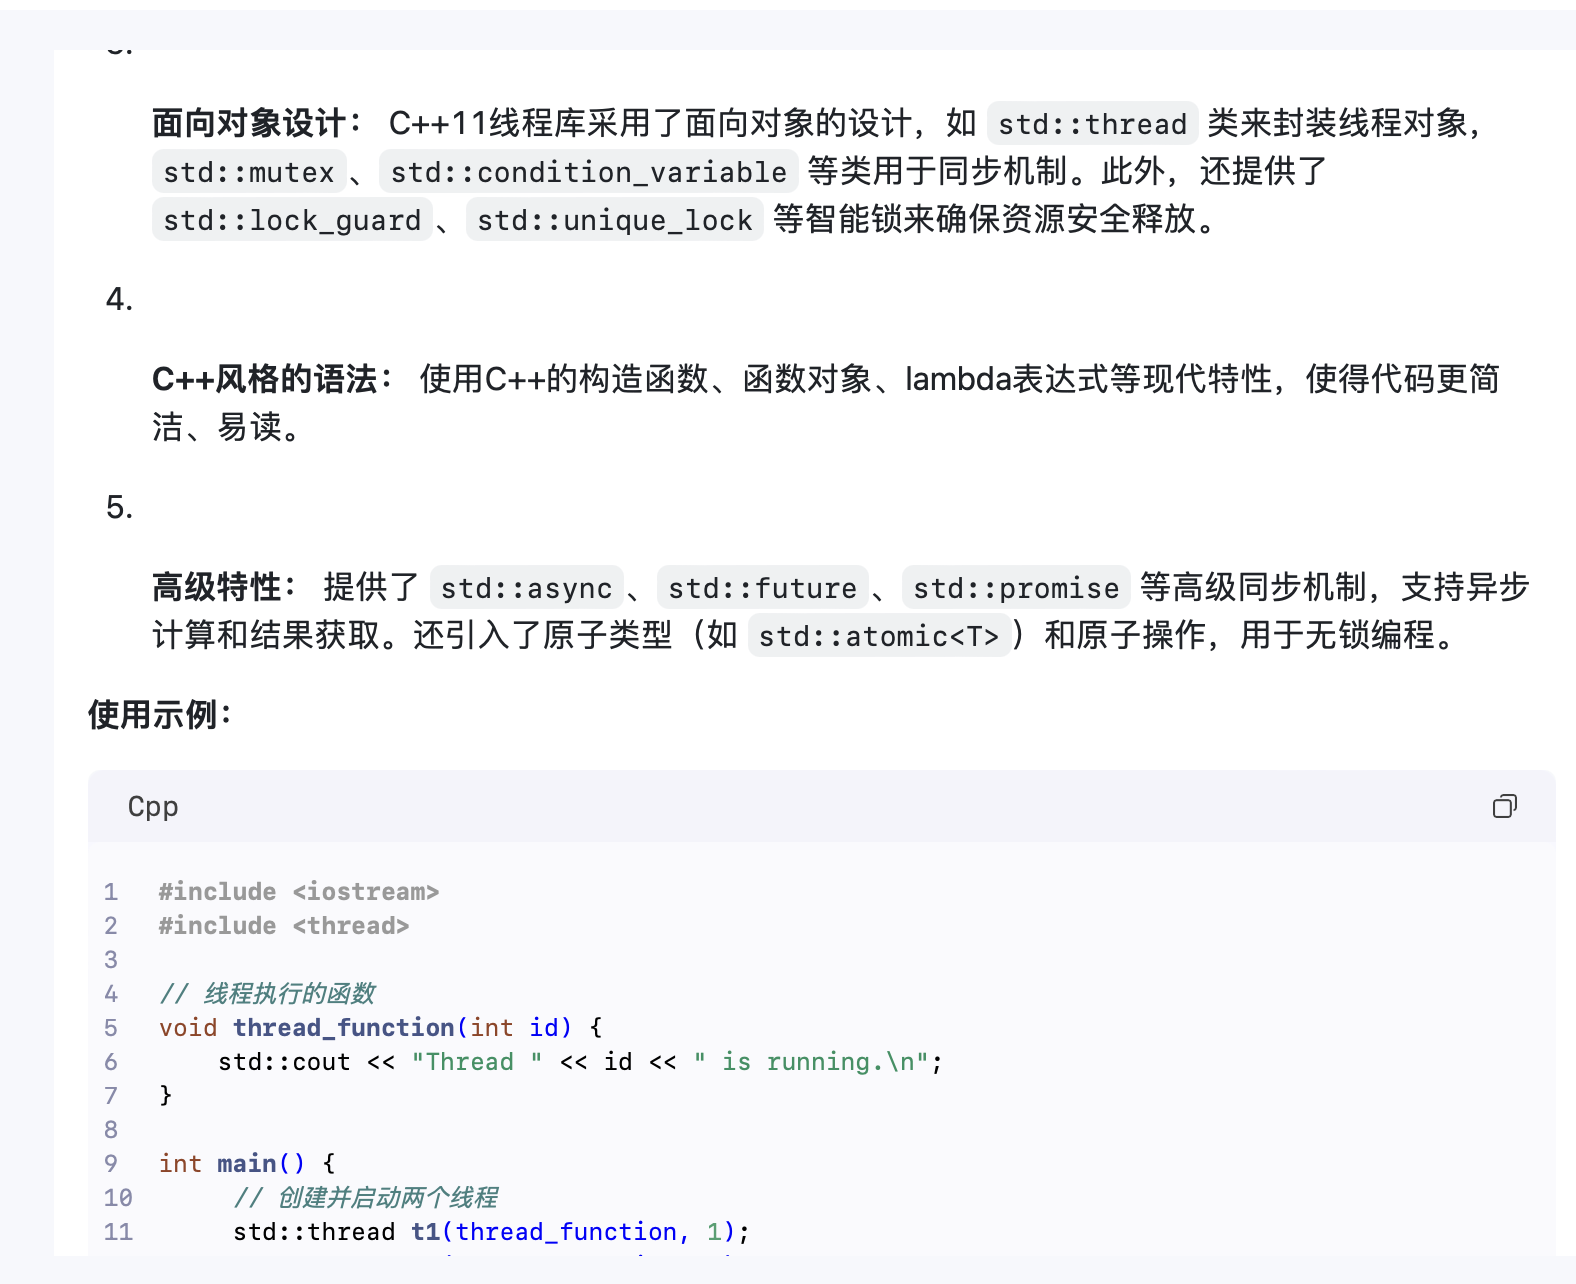 面向对象设计： C++11线程库采用了面向对象的设计，如 std::thread 类来封装线程对象，
std::mutex 、 std::condition_variable 等类用于同步机制。此外，还提供了
std::lock_guard 、 std::unique_lock 等智能锁来确保资源安全释放。
4.
C++风格的语法： 使用C++的构造函数、函数对象、lambda表达式等现代特性，使得代码更简
洁、易读。
5.
高级特性： 提供了 std::async 、 std::future 、 std::promise 等高级同步机制，支持异步
计算和结果获取。还引入了原子类型（如 std::atomic<T> ）和原子操作，用于无锁编程。
使用示例：
Cpp
1 #include <iostream>
2 #include <thread>
3
4 // 线程执行的函数
5 void thread_function(int id) {
6     std::cout << "Thread " << id << " is running.\n";
7 }
8
9 int main() {
10     // 创建并启动两个线程
11     std::thread t1(thread_function, 1);